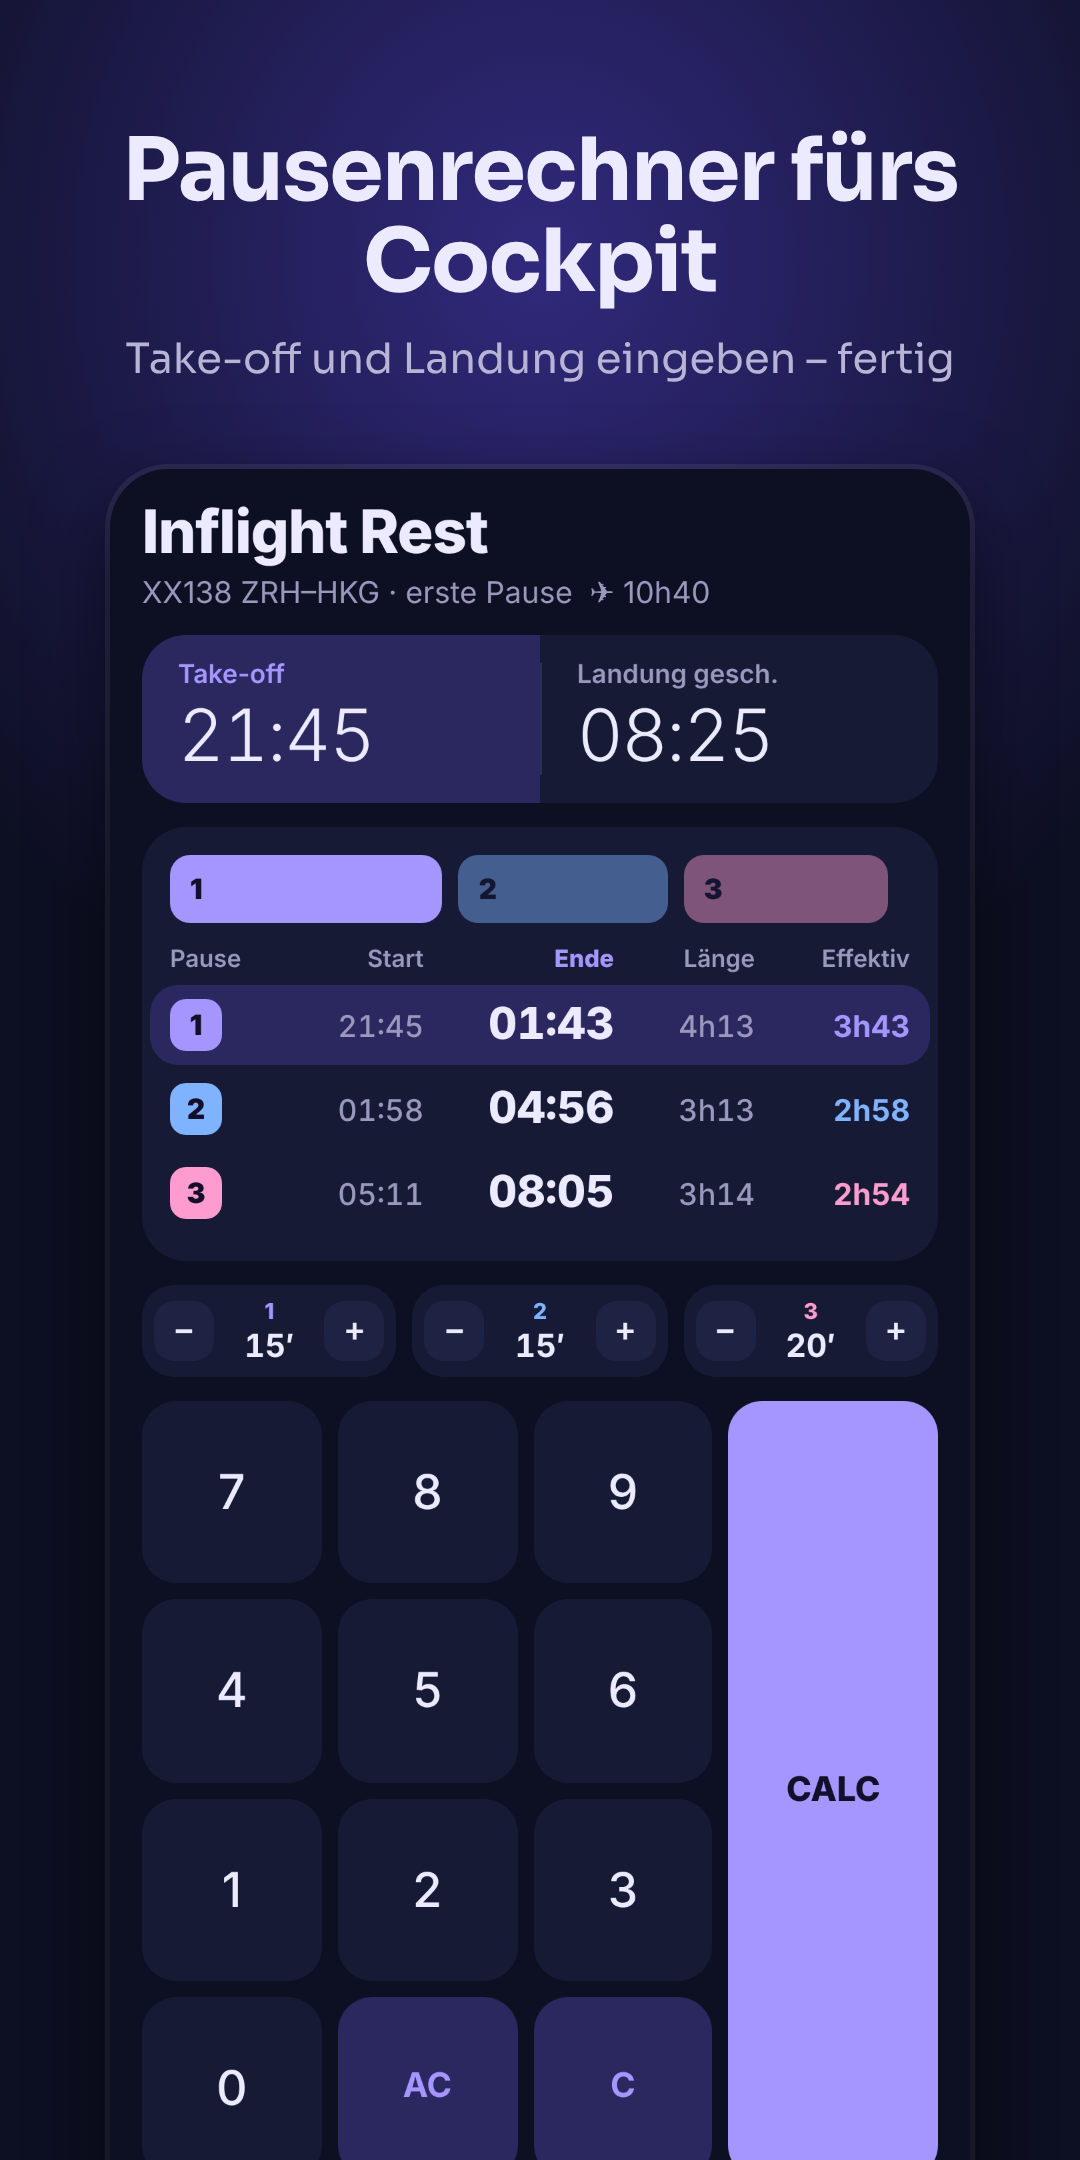 Pausenrechner fürs
Cockpit
Take-off und Landung eingeben – fertig
Inflight Rest
XX138 ZRH–HKG · erste Pause ✈ 10h40
Take-off
Landung gesch.
21:45
08:25
1 2 3
Pause Start Ende Länge Effektiv
1 21:45 01:43 4h13 3h43
2 01:58 04:56 3h13 2h58
3 05:11 08:05 3h14 2h54
1 2 3
− 15′ + − 15′ + − 20′ +
7 8 9
4 5 6
CALC
1 2 3
0 AC C